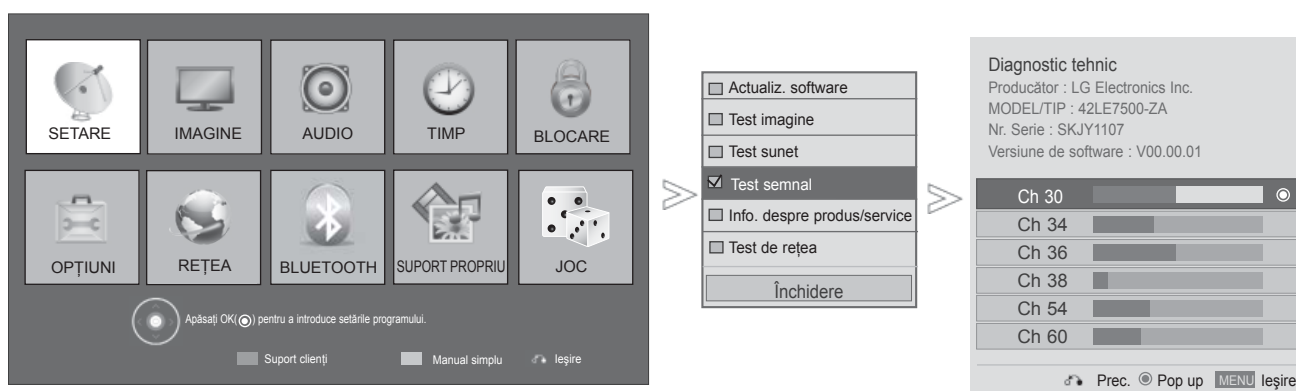 SETARE
IMAGINE
AUDIO
TIMP
BLOCARE
OPȚIUNI
REȚEA
BLUETOOTH
SUPORT PROPRIU
JOC
Apăsați OK(◉) pentru a introduce setările programului.
Suport clienți
Manual simplu
Ieșire
Actualiz. software
Test imagine
Test sunet
Test semnal
Info. despre produs/service
Test de rețea
Închidere
Diagnostic tehnic
Producător : LG Electronics Inc.
MODEL/TIP : 42LE7500-ZA
Nr. Serie : SKJY1107
Versiune de software : V00.00.01
Ch 30
Ch 34
Ch 36
Ch 38
Ch 54
Ch 60
Prec. ◉ Pop up MENU Ieșire